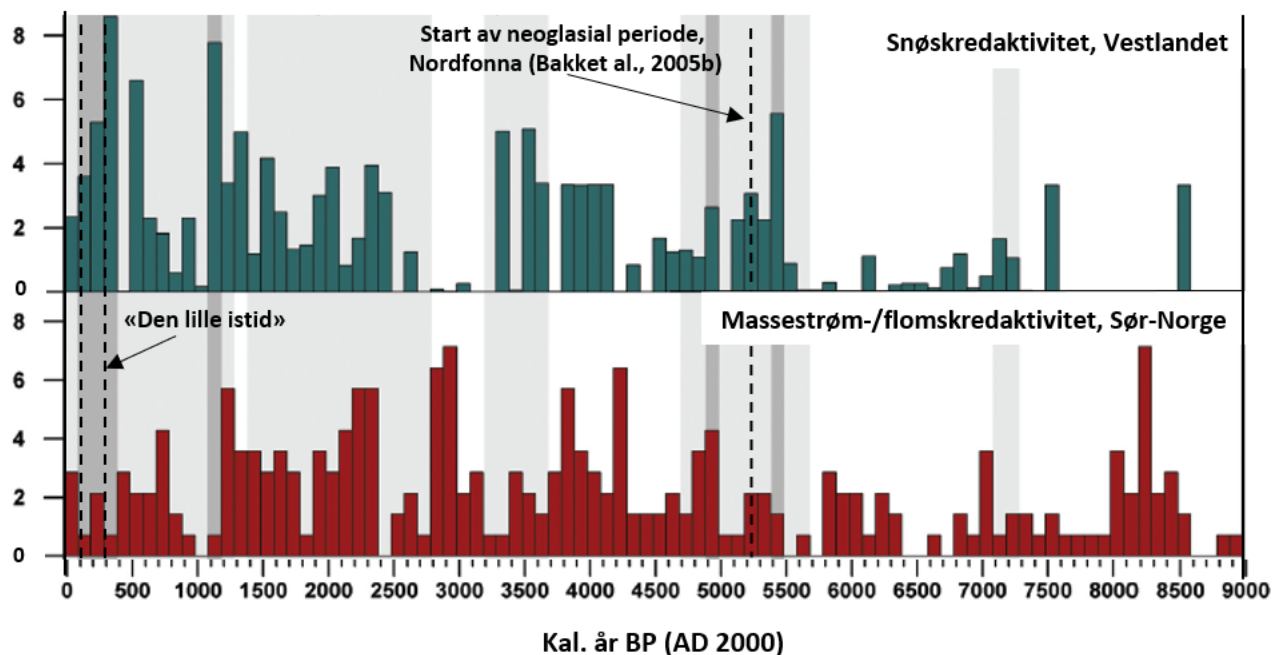 8
6
4
2
0
Start av neoglasial periode,
Nordfonna (Bakket al., 2005b)
Snøskredaktivitet, Vestlandet
8
6
4
2
0
«Den lille istid»
Massestrøm-/flomskredaktivitet, Sør-Norge
0 500 1000 1500 2000 2500 3000 3500 4000 4500 5000 5500 6000 6500 7000 7500 8000 8500 9000
Kal. år BP (AD 2000)